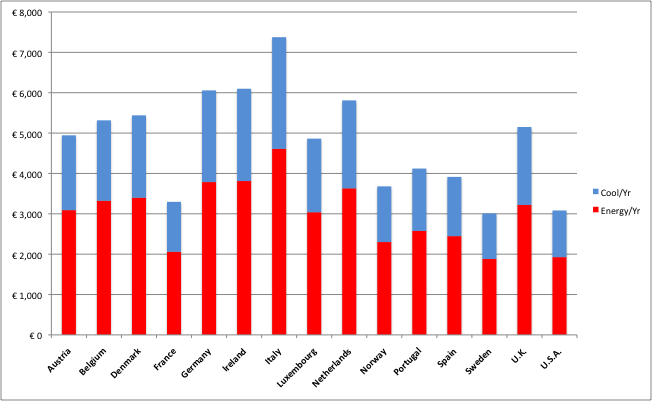 € 8,000
€ 7,000
€ 6,000
€ 5,000
€ 4,000
€ 3,000
€ 2,000
€ 1,000
€ 0
Cool/Yr
Energy/Yr
Austria
Belgium
Denmark
France
Germany
Ireland
Italy
Luxembourg
Netherlands
Norway
Portugal
Spain
Sweden
U.K.
U.S.A.